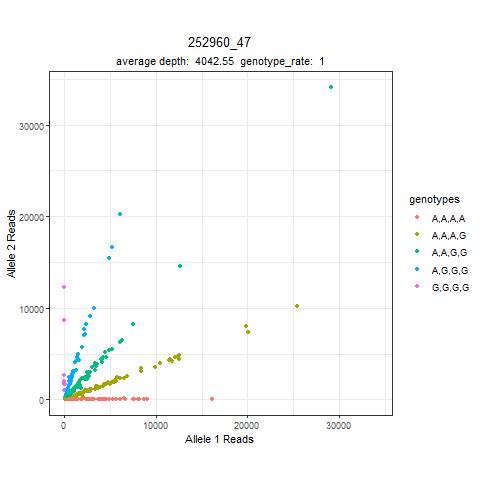 252960_47
average depth:  4042.55  genotype_rate:  1
Allele 2 Reads
30000
20000
10000
0
0 10000 20000 30000
Allele 1 Reads
genotypes
A,A,A,A
A,A,A,G
A,A,G,G
A,G,G,G
G,G,G,G